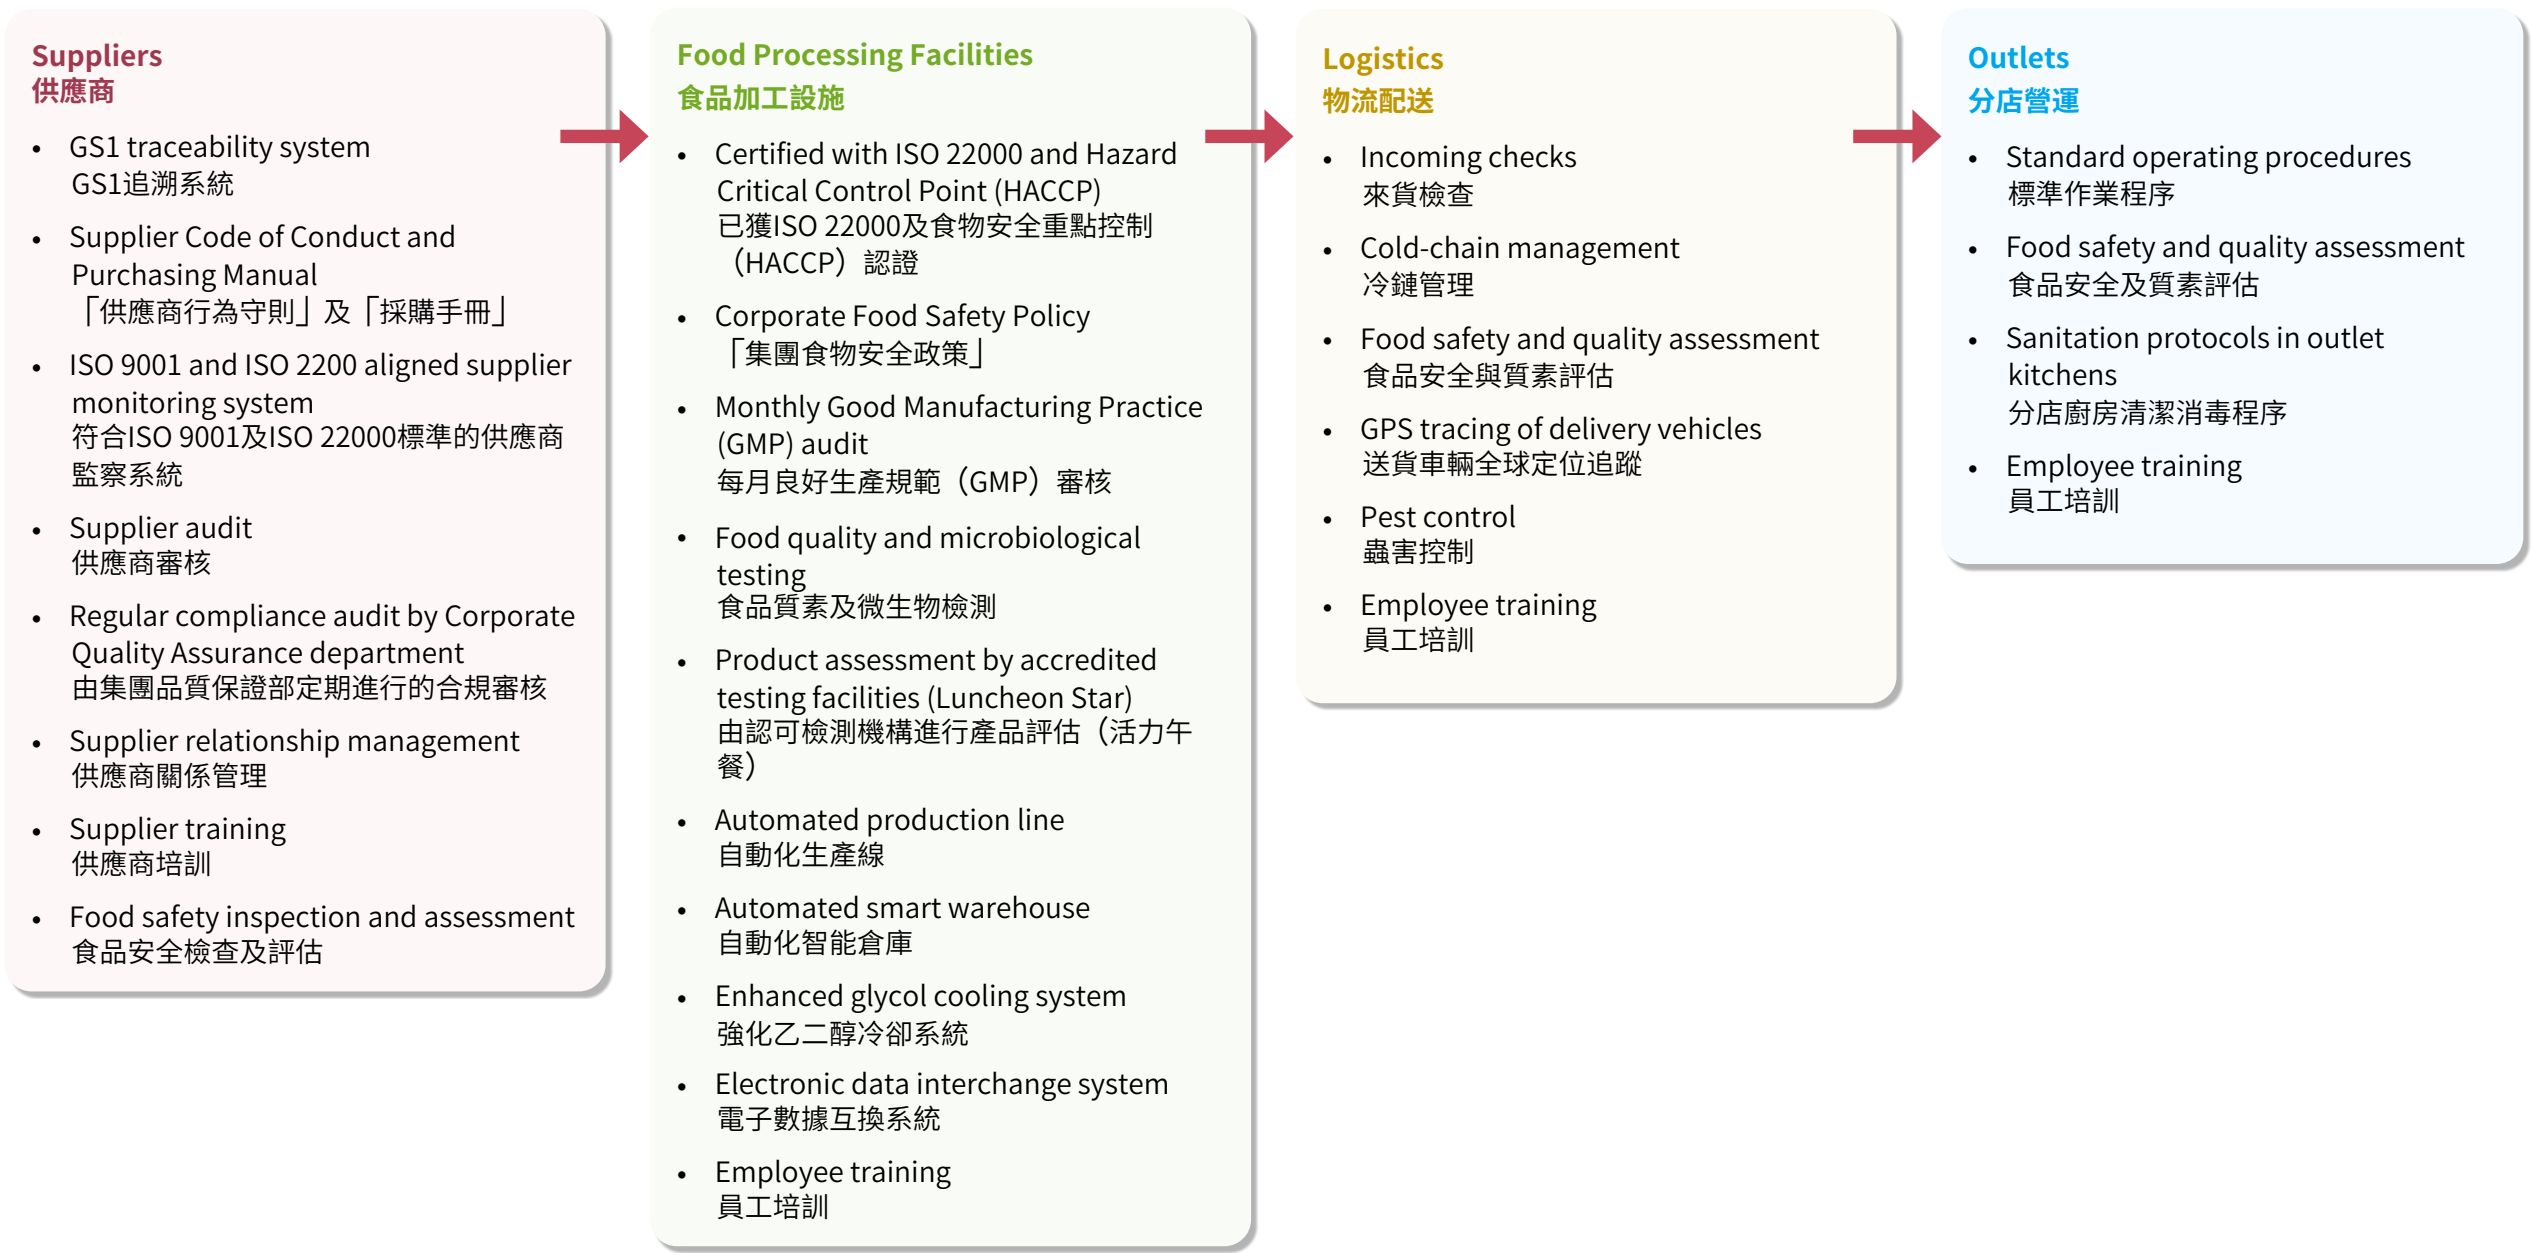 Suppliers
供應商
• GS1 traceability system
GS1追溯系統
• Supplier Code of Conduct and
Purchasing Manual
「供應商行為守則」及「採購手冊」
• ISO 9001 and ISO 2200 aligned supplier
monitoring system
符合ISO 9001及ISO 22000標準的供應商
監察系統
• Supplier audit
供應商審核
• Regular compliance audit by Corporate
Quality Assurance department
由集團品質保證部定期進行的合規審核
• Supplier relationship management
供應商關係管理
• Supplier training
供應商培訓
• Food safety inspection and assessment
食品安全檢查及評估
Food Processing Facilities
食品加工設施
• Certified with ISO 22000 and Hazard
Critical Control Point (HACCP)
已獲ISO 22000及食物安全重點控制
（HACCP）認證
• Corporate Food Safety Policy
「集團食物安全政策」
• Monthly Good Manufacturing Practice
(GMP) audit
每月良好生產規範（GMP）審核
• Food quality and microbiological
testing
食品質素及微生物檢測
• Product assessment by accredited
testing facilities (Luncheon Star)
由認可檢測機構進行產品評估（活力午
餐）
• Automated production line
自動化生產線
• Automated smart warehouse
自動化智能倉庫
• Enhanced glycol cooling system
強化乙二醇冷卻系統
• Electronic data interchange system
電子數據互換系統
• Employee training
員工培訓
Logistics
物流配送
• Incoming checks
來貨檢查
• Cold-chain management
冷鏈管理
• Food safety and quality assessment
食品安全與質素評估
• GPS tracing of delivery vehicles
送貨車輛全球定位追蹤
• Pest control
蟲害控制
• Employee training
員工培訓
Outlets
分店營運
• Standard operating procedures
標準作業程序
• Food safety and quality assessment
食品安全及質素評估
• Sanitation protocols in outlet
kitchens
分店廚房清潔消毒程序
• Employee training
員工培訓